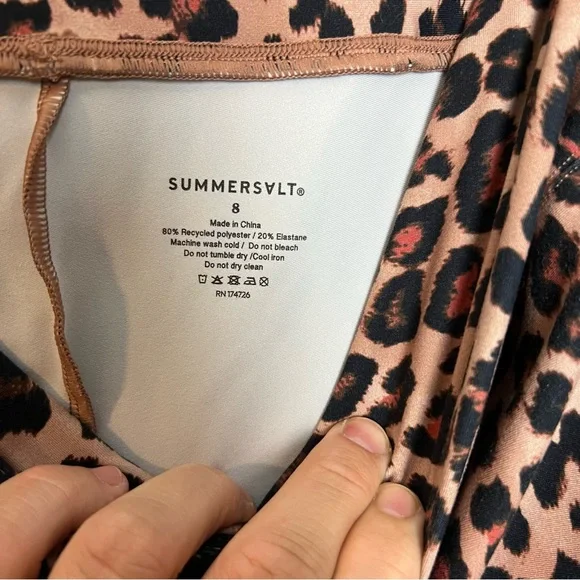 SUMMERSⱯLT®
8
Made in China
80% Recycled polyester / 20% Elastane
Machine wash cold / Do not bleach
Do not tumble dry /Cool iron
Do not dry clean
RN 174726